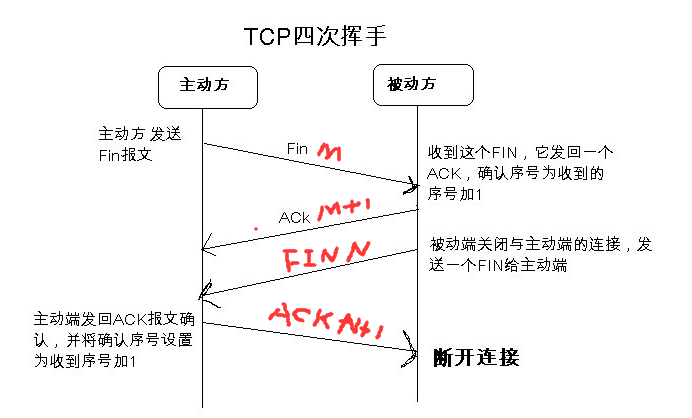 TCP四次挥手
主动方
被动方
主动方 发送
Fin报文
Fin M
收到这个FIN，它发回一个
ACK，确认序号为收到的
序号加1
ACk M+1
FIN N
被动端关闭与主动端的连接，发
送一个FIN给主动端
主动端发回ACK报文确
认，并将确认序号设置
为收到序号加1
ACK N+1
断开连接